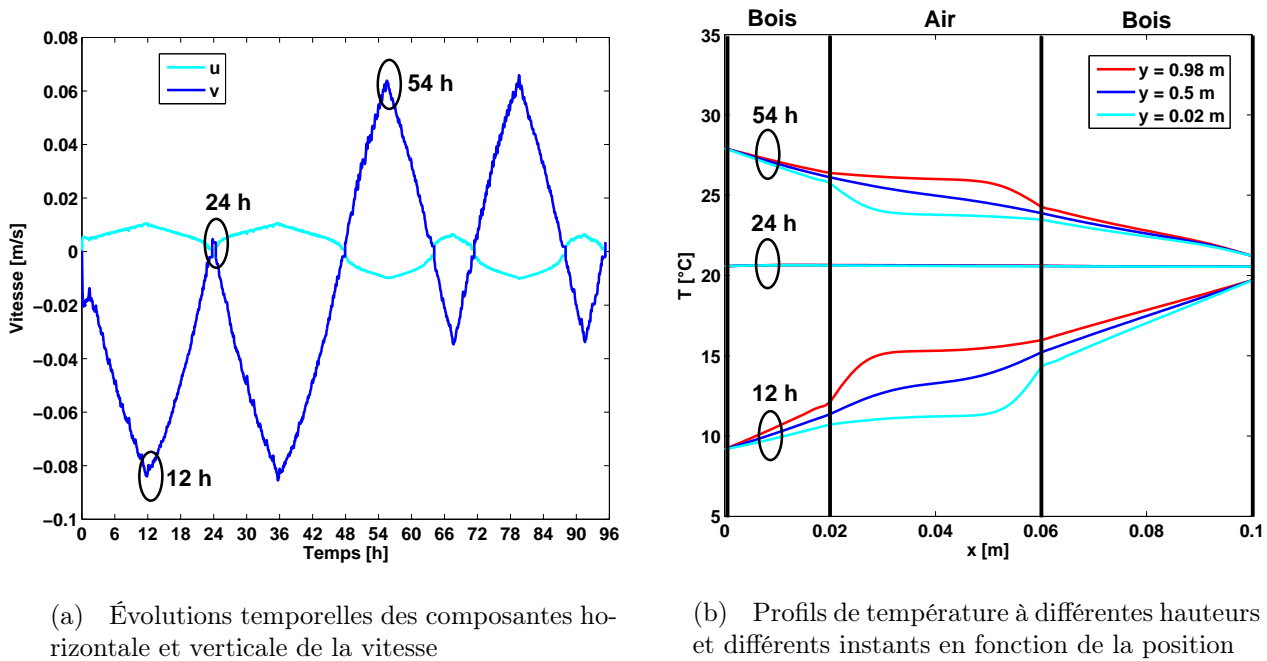 0.08
0.06
0.04
0.02
0
−0.02
−0.04
−0.06
−0.08
−0.1
Vitesse [m/s]
u
v
54 h
24 h
12 h
0 6 12 18 24 30 36 42 48 54 60 66 72 78 84 90 96
Temps [h]
(a) Évolutions temporelles des composantes ho-
rizontale et verticale de la vitesse
Bois Air Bois
35
30
25
20
15
10
5
T [°C]
y = 0.98 m
y = 0.5 m
y = 0.02 m
54 h
24 h
12 h
0 0.02 0.04 0.06 0.08 0.1
x [m]
(b) Profils de température à différentes hauteurs
et différents instants en fonction de la position